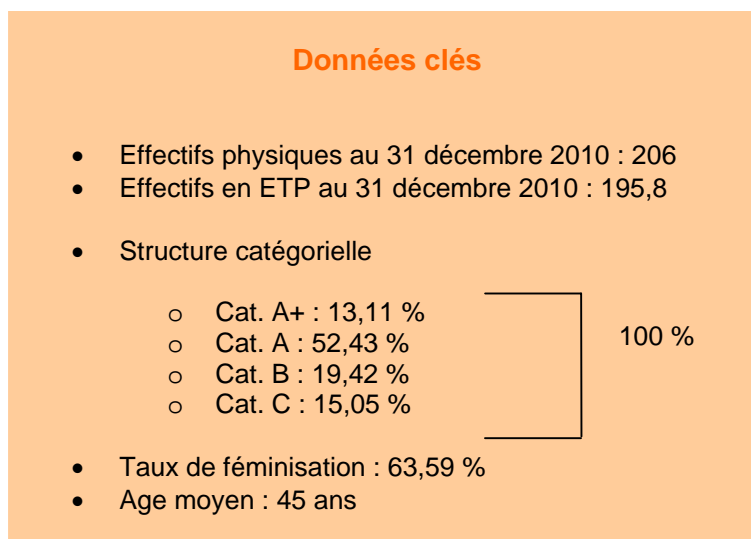 Données clés
• Effectifs physiques au 31 décembre 2010 : 206
• Effectifs en ETP au 31 décembre 2010 : 195,8
• Structure catégorielle
o Cat. A+ : 13,11 %
o Cat. A : 52,43 %
100 %
o Cat. B : 19,42 %
o Cat. C : 15,05 %
• Taux de féminisation : 63,59 %
• Age moyen : 45 ans